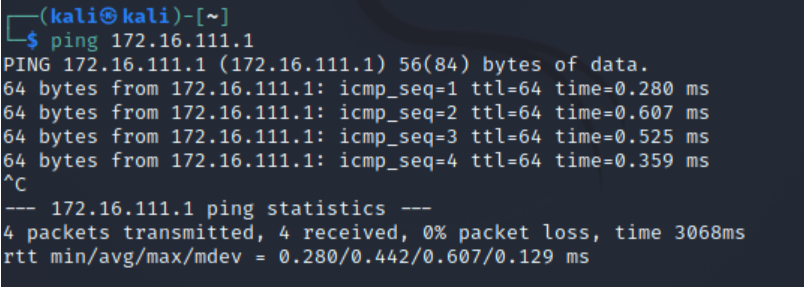 ┌──(kali㉿kali)-[~]
└─$ ping 172.16.111.1
PING 172.16.111.1 (172.16.111.1) 56(84) bytes of data.
64 bytes from 172.16.111.1: icmp_seq=1 ttl=64 time=0.280 ms
64 bytes from 172.16.111.1: icmp_seq=2 ttl=64 time=0.607 ms
64 bytes from 172.16.111.1: icmp_seq=3 ttl=64 time=0.525 ms
64 bytes from 172.16.111.1: icmp_seq=4 ttl=64 time=0.359 ms
^C
--- 172.16.111.1 ping statistics ---
4 packets transmitted, 4 received, 0% packet loss, time 3068ms
rtt min/avg/max/mdev = 0.280/0.442/0.607/0.129 ms